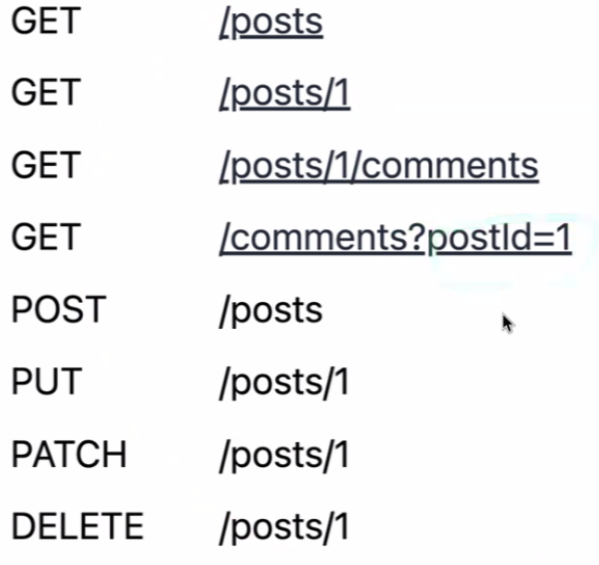 GET /posts
GET /posts/1
GET /posts/1/comments
GET /comments?postId=1
POST /posts
PUT /posts/1
PATCH /posts/1
DELETE /posts/1